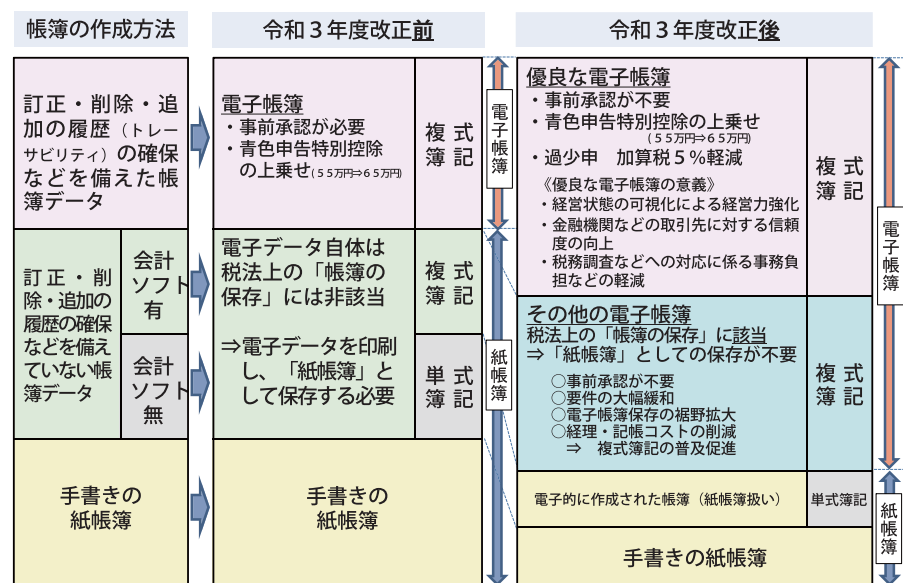 帳簿の作成方法
訂正・削除・追
加の履歴（トレー
サビリティ）の確保
などを備えた帳
簿データ
訂正・削
除・追加の
履歴の確保
などを備え
ていない帳
簿データ
会計
ソフト
有
会計
ソフト
無
手書きの
紙帳簿
令和３年度改正前
電子帳簿
・事前承認が必要
・青色申告特別控除
の上乗せ(５５万円⇒６５万円)
複式
簿記
電子データ自体は
税法上の「帳簿の
保存」には非該当
⇒電子データを印刷
し、「紙帳簿」と
して保存する必要
複式
簿記
単式
簿記
手書きの
紙帳簿
電子帳簿
紙帳簿
令和３年度改正後
優良な電子帳簿
・事前承認が不要
・青色申告特別控除の上乗せ
(５５万円⇒６５万円)
・過少申　加算税５％軽減
《優良な電子帳簿の意義》
・経営状態の可視化による経営力強化
・金融機関などの取引先に対する信頼
度の向上
・税務調査などへの対応に係る事務負
担などの軽減
複式
簿記
その他の電子帳簿
税法上の「帳簿の保存」に該当
⇒「紙帳簿」としての保存が不要
○事前承認が不要
○要件の大幅緩和
○電子帳簿保存の裾野拡大
○経理・記帳コストの削減
⇒　複式簿記の普及促進
複式
簿記
電子的に作成された帳簿（紙帳簿扱い）
単式簿記
手書きの紙帳簿
電子帳簿
紙帳簿